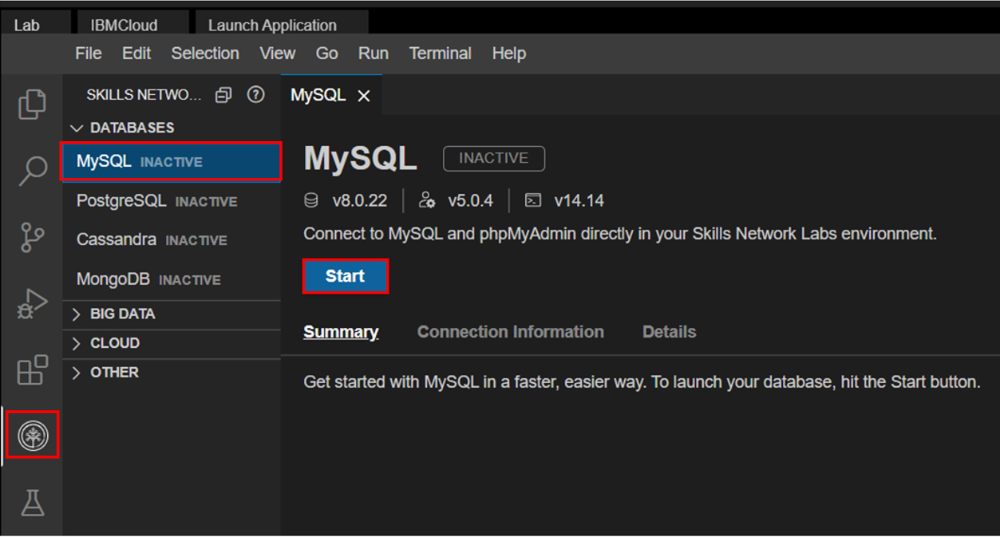 Lab IBMCloud Launch Application
File Edit Selection View Go Run Terminal Help
SKILLS NETWO...
DATABASES
MySQL INACTIVE
PostgreSQL INACTIVE
Cassandra INACTIVE
MongoDB INACTIVE
BIG DATA
CLOUD
OTHER
MySQL
MySQL INACTIVE
v8.0.22 v5.0.4 v14.14
Connect to MySQL and phpMyAdmin directly in your Skills Network Labs environment.
Start
Summary Connection Information Details
Get started with MySQL in a faster, easier way. To launch your database, hit the Start button.